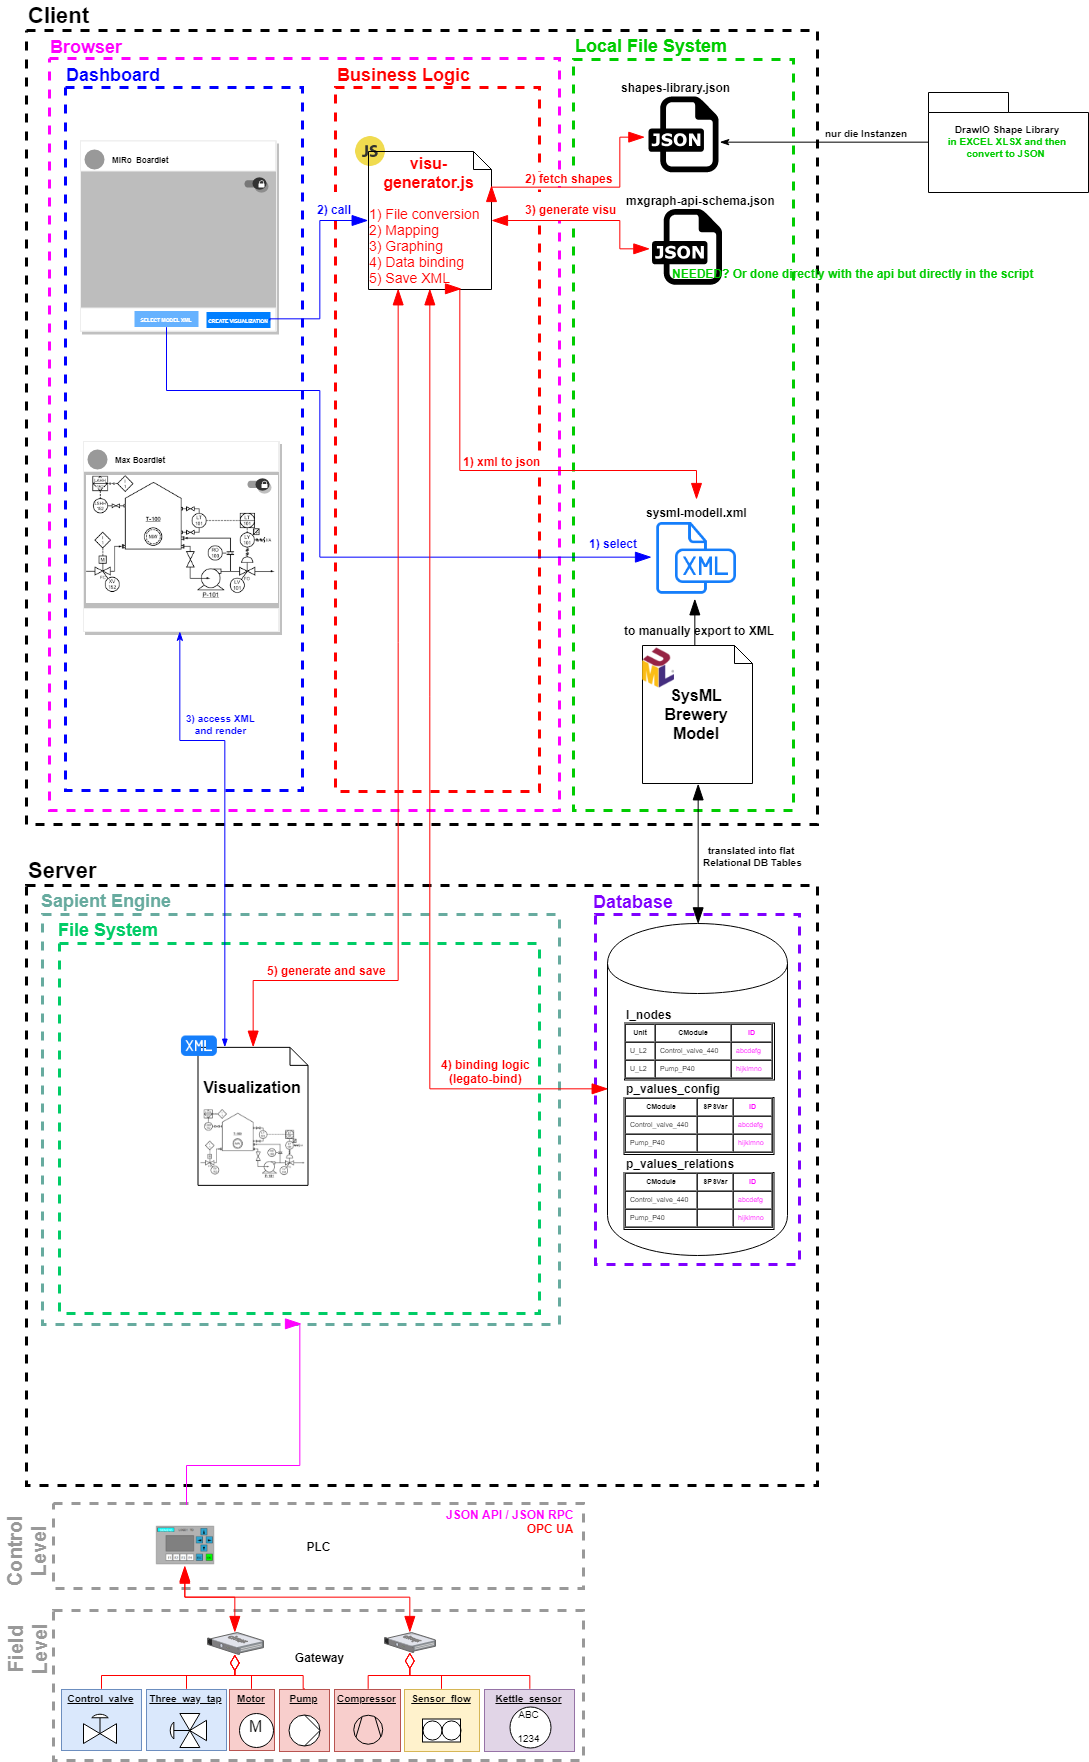 Client
Browser
Local File System
Dashboard
Business Logic
shapes-library.json
JSON
nur die Instanzen
DrawIO Shape Library
in EXCEL XLSX and then
convert to JSON
MIRo Boardlet
JS
visu-
generator.js
1) File conversion
2) Mapping
3) Graphing
4) Data binding
5) Save XML
2) call
2) fetch shapes
3) generate visu
mxgraph-api-schema.json
JSON
NEEDED? Or done directly with the api but directly in the script
SELECT MODEL XML
CREATE VISUALIZATION
Max Boardlet
T-100
P-101
1) xml to json
sysml-modell.xml
1) select
XML
to manually export to XML
UML
SysML
Brewery
Model
3) access XML
and render
translated into flat
Relational DB Tables
Server
Sapient Engine
File System
Database
5) generate and save
XML
Visualization
4) binding logic
(legato-bind)
l_nodes
Unit CModule ID
U_L2 Control_valve_440 abcdefg
U_L2 Pump_P40 hijklmno
p_values_config
CModule SPSVar ID
Control_valve_440 abcdefg
Pump_P40 hijklmno
p_values_relations
CModule SPSVar ID
Control_valve_440 abcdefg
Pump_P40 hijklmno
Control
Level
JSON API / JSON RPC
OPC UA
PLC
Field
Level
Gateway
Control_valve
Three_way_tap
Motor
Pump
Compressor
Sensor_flow
Kettle_sensor
M
ABC
1234